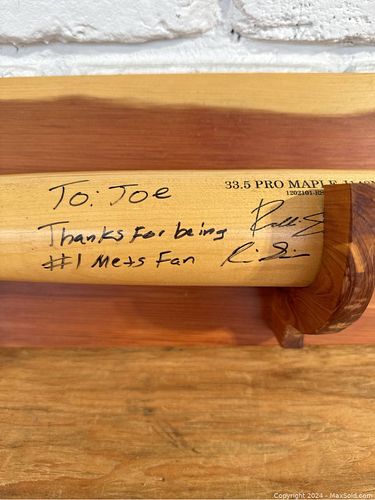 To: Joe
33.5 PRO MAPLE
Thanks For being
#1 Mets Fan
Copyright 2024 - MaxSold.com